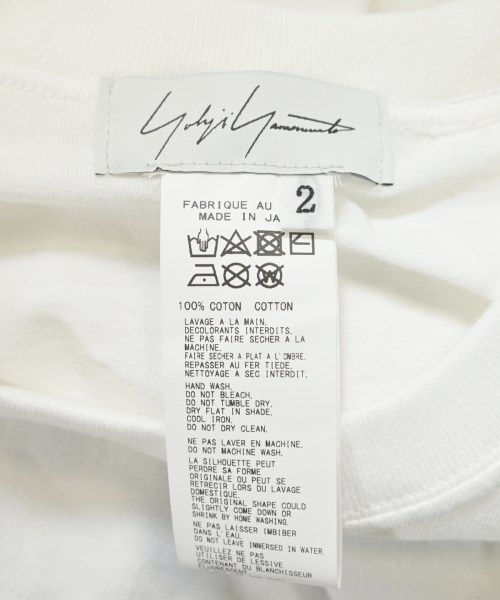 Yohji Yamamoto
2
FABRIQUE AU
MADE IN JA
100% COTON COTTON
LAVAGE A LA MAIN.
DECOLORANTS INTERDITS.
NE PAS FAIRE SECHER A LA
MACHINE.
FAIRE SECHER A PLAT A L'OMBRE.
REPASSER AU FER TIEDE.
NETTOYAGE A SEC INTERDIT.
HAND WASH.
DO NOT BLEACH.
DO NOT TUMBLE DRY.
DRY FLAT IN SHADE.
COOL IRON.
DO NOT DRY CLEAN.
NE PAS LAVER EN MACHINE.
DO NOT MACHINE WASH.
LA SILHOUETTE PEUT
PERDRE SA FORME
ORIGINALE OU PEUT SE
RETRECIR LORS DU LAVAGE
DOMESTIQUE.
THE ORIGINAL SHAPE COULD
SLIGHTLY COME DOWN OR
SHRINK BY HOME WASHING.
NE PAS LAISSER IMBIBER
DANS L'EAU.
DO NOT LEAVE IMMERSED IN WATER.
VEUILLEZ NE PAS
UTILISER DE LESSIVE
CONTENANT DU BLANCHISSEUR
FLUORESCENT.